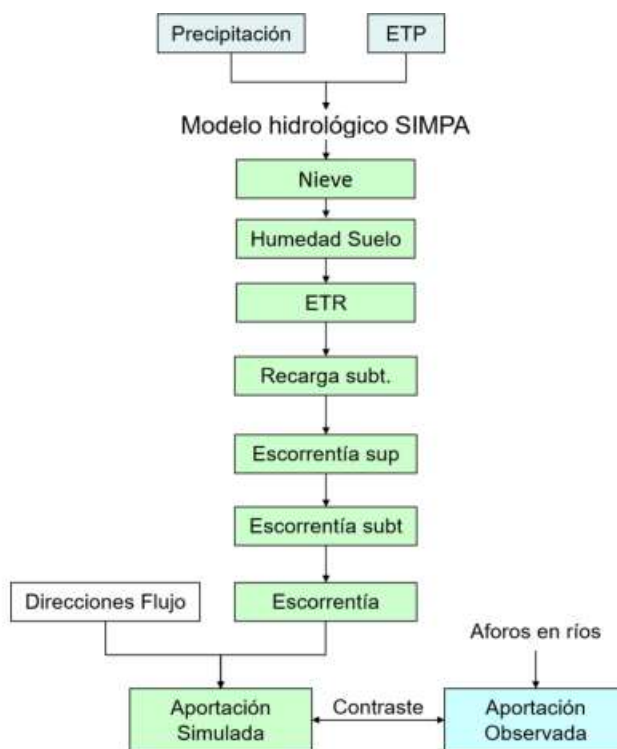 Precipitación
ETP
Modelo hidrológico SIMPA
Nieve
Humedad Suelo
ETR
Recarga subt.
Escorrentía sup
Escorrentía subt
Direcciones Flujo
Escorrentía
Aforos en ríos
Aportación
Simulada
Contraste
Aportación
Observada